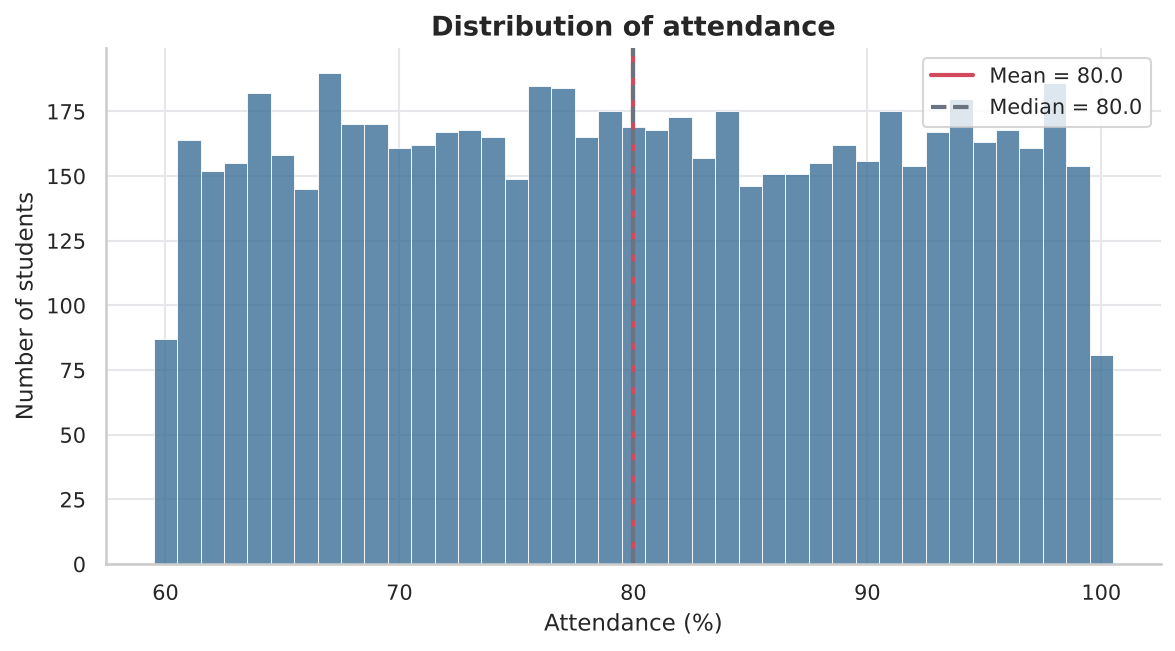 Distribution of attendance
Mean = 80.0
Median = 80.0
Number of students
175
150
125
100
75
50
25
0
60 70 80 90 100
Attendance (%)